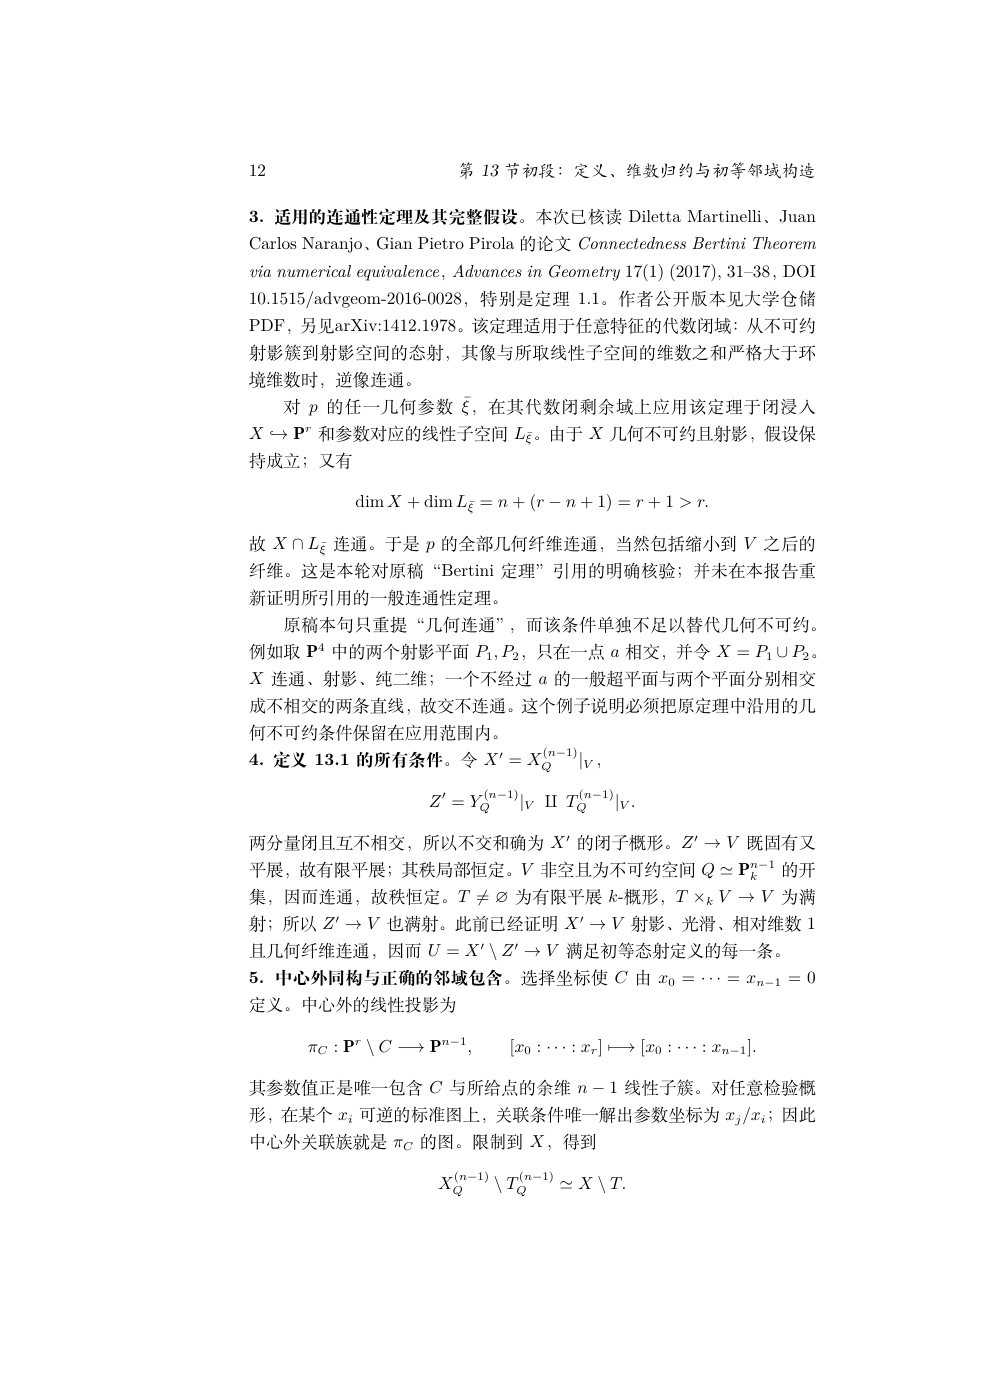 12 第 13 节初段：定义、维数归约与初等邻域构造
3. 适用的连通性定理及其完整假设。本次已核读 Diletta Martinelli、Juan
Carlos Naranjo、Gian Pietro Pirola 的论文 Connectedness Bertini Theorem
via numerical equivalence, Advances in Geometry 17(1) (2017), 31–38, DOI
10.1515/advgeom-2016-0028，特别是定理 1.1。作者公开版本见大学仓储
PDF，另见arXiv:1412.1978。该定理适用于任意特征的代数闭域：从不可约
射影簇到射影空间的态射，其像与所取线性子空间的维数之和严格大于环
境维数时，逆像连通。
对 p 的任一几何参数 ξ̄，在其代数闭剩余域上应用该定理于闭浸入
X ↪ P^r 和参数对应的线性子空间 L_ξ̄。由于 X 几何不可约且射影，假设保
持成立；又有
dim X + dim L_ξ̄ = n + (r − n + 1) = r + 1 > r.
故 X ∩ L_ξ̄ 连通。于是 p 的全部几何纤维连通，当然包括缩小到 V 之后的
纤维。这是本轮对原稿“Bertini 定理”引用的明确核验；并未在本报告重
新证明所引用的一般连通性定理。
原稿本句只重提“几何连通”，而该条件单独不足以替代几何不可约。
例如取 P^4 中的两个射影平面 P_1, P_2，只在一点 a 相交，并令 X = P_1 ∪ P_2。
X 连通、射影、纯二维；一个不经过 a 的一般超平面与两个平面分别相交
成不相交的两条直线，故交不连通。这个例子说明必须把原定理中沿用的几
何不可约条件保留在应用范围内。
4. 定义 13.1 的所有条件。令 X′ = X_Q^{(n−1)}|_V，
Z′ = Y_Q^{(n−1)}|_V ⨿ T_Q^{(n−1)}|_V.
两分量闭且互不相交，所以不交和确为 X′ 的闭子概形。Z′ → V 既固有又
平展，故有限平展；其秩局部恒定。V 非空且为不可约空间 Q ≃ P_k^{n−1} 的开
集，因而连通，故秩恒定。T ≠ ∅ 为有限平展 k-概形，T ×_k V → V 为满
射；所以 Z′ → V 也满射。此前已经证明 X′ → V 射影、光滑、相对维数 1
且几何纤维连通，因而 U = X′ \ Z′ → V 满足初等态射定义的每一条。
5. 中心外同构与正确的邻域包含。选择坐标使 C 由 x_0 = ⋯ = x_{n−1} = 0
定义。中心外的线性投影为
π_C : P^r \ C ⟶ P^{n−1}, [x_0 : ⋯ : x_r] ⟼ [x_0 : ⋯ : x_{n−1}].
其参数值正是唯一包含 C 与所给点的余维 n − 1 线性子簇。对任意检验概
形，在某个 x_i 可逆的标准图上，关联条件唯一解出参数坐标为 x_j/x_i；因此
中心外关联族就是 π_C 的图。限制到 X，得到
X_Q^{(n−1)} \ T_Q^{(n−1)} ≃ X \ T.